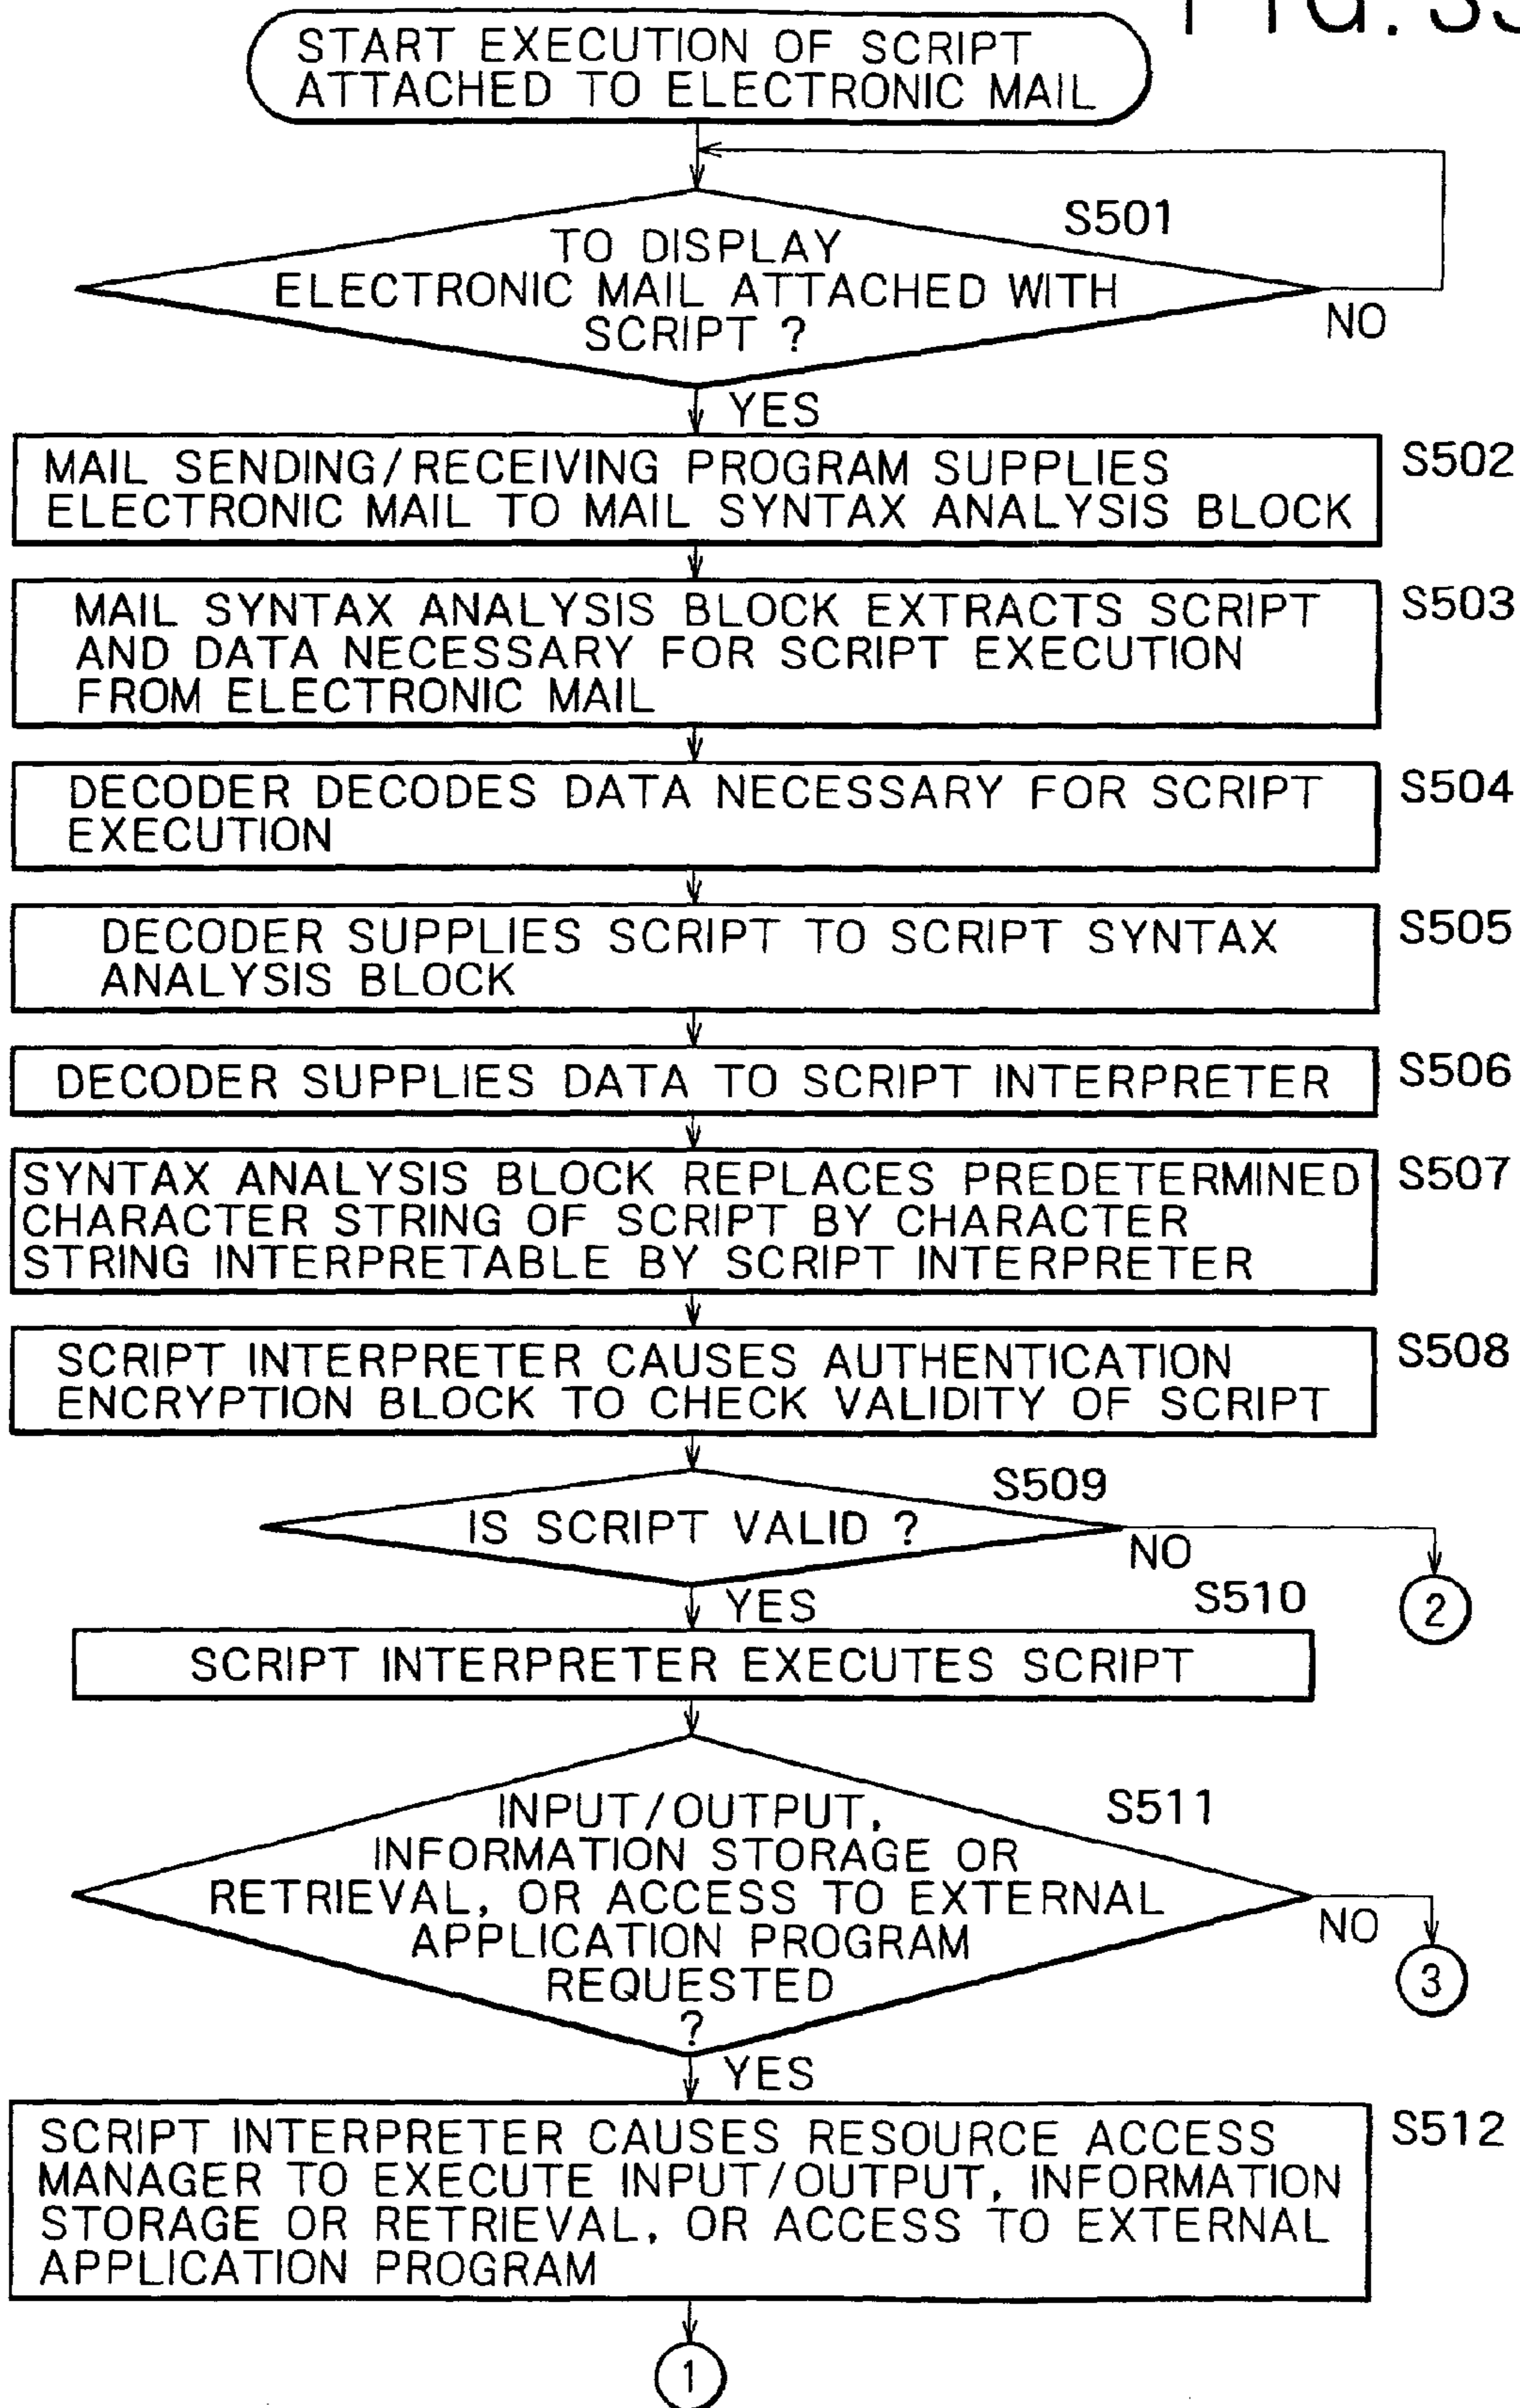 START EXECUTION OF SCRIPT
ATTACHED TO ELECTRONIC MAIL
S501
TO DISPLAY
ELECTRONIC MAIL ATTACHED WITH
SCRIPT ?
NO
YES
MAIL SENDING/RECEIVING PROGRAM SUPPLIES
ELECTRONIC MAIL TO MAIL SYNTAX ANALYSIS BLOCK
S502
MAIL SYNTAX ANALYSIS BLOCK EXTRACTS SCRIPT
AND DATA NECESSARY FOR SCRIPT EXECUTION
FROM ELECTRONIC MAIL
S503
DECODER DECODES DATA NECESSARY FOR SCRIPT
EXECUTION
S504
DECODER SUPPLIES SCRIPT TO SCRIPT SYNTAX
ANALYSIS BLOCK
S505
DECODER SUPPLIES DATA TO SCRIPT INTERPRETER
S506
SYNTAX ANALYSIS BLOCK REPLACES PREDETERMINED
CHARACTER STRING OF SCRIPT BY CHARACTER
STRING INTERPRETABLE BY SCRIPT INTERPRETER
S507
SCRIPT INTERPRETER CAUSES AUTHENTICATION
ENCRYPTION BLOCK TO CHECK VALIDITY OF SCRIPT
S508
S509
IS SCRIPT VALID ?
NO
2
YES
S510
SCRIPT INTERPRETER EXECUTES SCRIPT
S511
INPUT/OUTPUT,
INFORMATION STORAGE OR
RETRIEVAL, OR ACCESS TO EXTERNAL
APPLICATION PROGRAM
REQUESTED
?
NO
3
YES
SCRIPT INTERPRETER CAUSES RESOURCE ACCESS
MANAGER TO EXECUTE INPUT/OUTPUT, INFORMATION
STORAGE OR RETRIEVAL, OR ACCESS TO EXTERNAL
APPLICATION PROGRAM
S512
1